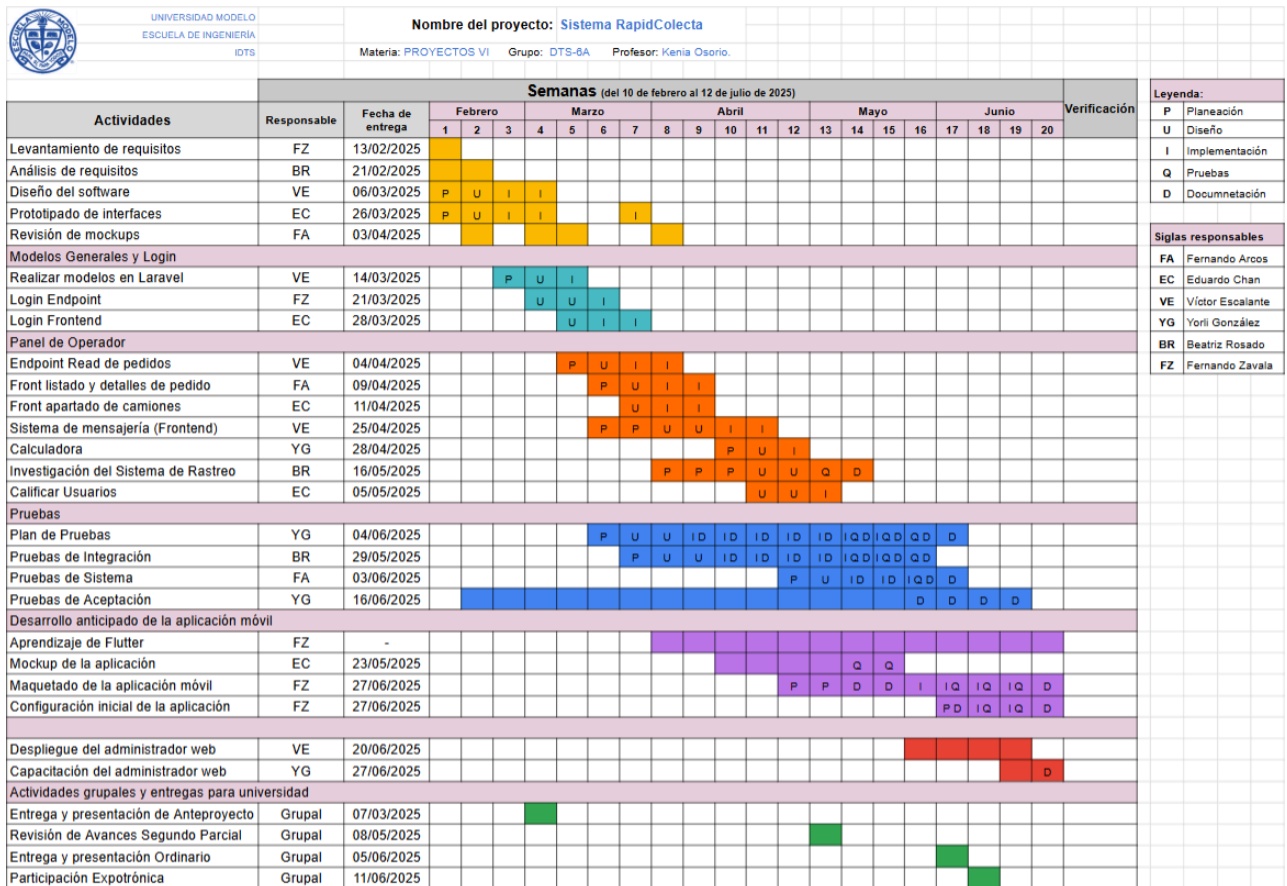 UNIVERSIDAD MODELO
ESCUELA DE INGENIERÍA
IDTS
Nombre del proyecto: Sistema RapidColecta
Materia: PROYECTOS VI Grupo: DTS-6A Profesor: Kenia Osorio.
ESCUELA MODELO
Semanas (del 10 de febrero al 12 de julio de 2025)
Actividades Responsable Fecha de entrega Febrero Marzo Abril Mayo Junio Verificación
1 2 3 4 5 6 7 8 9 10 11 12 13 14 15 16 17 18 19 20
Levantamiento de requisitos FZ 13/02/2025
Análisis de requisitos BR 21/02/2025
Diseño del software VE 06/03/2025 P U I I
Prototipado de interfaces EC 26/03/2025 P U I I I
Revisión de mockups FA 03/04/2025
Modelos Generales y Login
Realizar modelos en Laravel VE 14/03/2025 P U I
Login Endpoint FZ 21/03/2025 U U I
Login Frontend EC 28/03/2025 U I I
Panel de Operador
Endpoint Read de pedidos VE 04/04/2025 P U I I
Front listado y detalles de pedido FA 09/04/2025 P U I I
Front apartado de camiones EC 11/04/2025 U I I
Sistema de mensajería (Frontend) VE 25/04/2025 P P U U I I
Calculadora YG 28/04/2025 P U I
Investigación del Sistema de Rastreo BR 16/05/2025 P P P U U Q D
Calificar Usuarios EC 05/05/2025 U U I
Pruebas
Plan de Pruebas YG 04/06/2025 P U U I D I D I D I D I D I Q D I Q D Q D D
Pruebas de Integración BR 29/05/2025 P U U I D I D I D I D I Q D I Q D Q D
Pruebas de Sistema FA 03/06/2025 P U I D I D I Q D D
Pruebas de Aceptación YG 16/06/2025 D D D D
Desarrollo anticipado de la aplicación móvil
Aprendizaje de Flutter FZ -
Mockup de la aplicación EC 23/05/2025 Q Q
Maquetado de la aplicación móvil FZ 27/06/2025 P P D D I I Q I Q I Q D
Configuración inicial de la aplicación FZ 27/06/2025 P D I Q I Q D
Despliegue del administrador web VE 20/06/2025
Capacitación del administrador web YG 27/06/2025 D
Actividades grupales y entregas para universidad
Entrega y presentación de Anteproyecto Grupal 07/03/2025
Revisión de Avances Segundo Parcial Grupal 08/05/2025
Entrega y presentación Ordinario Grupal 05/06/2025
Participación Expotrónica Grupal 11/06/2025
Leyenda:
P Planeación
U Diseño
I Implementación
Q Pruebas
D Documnetación
Siglas responsables
FA Fernando Arcos
EC Eduardo Chan
VE Víctor Escalante
YG Yorli González
BR Beatriz Rosado
FZ Fernando Zavala